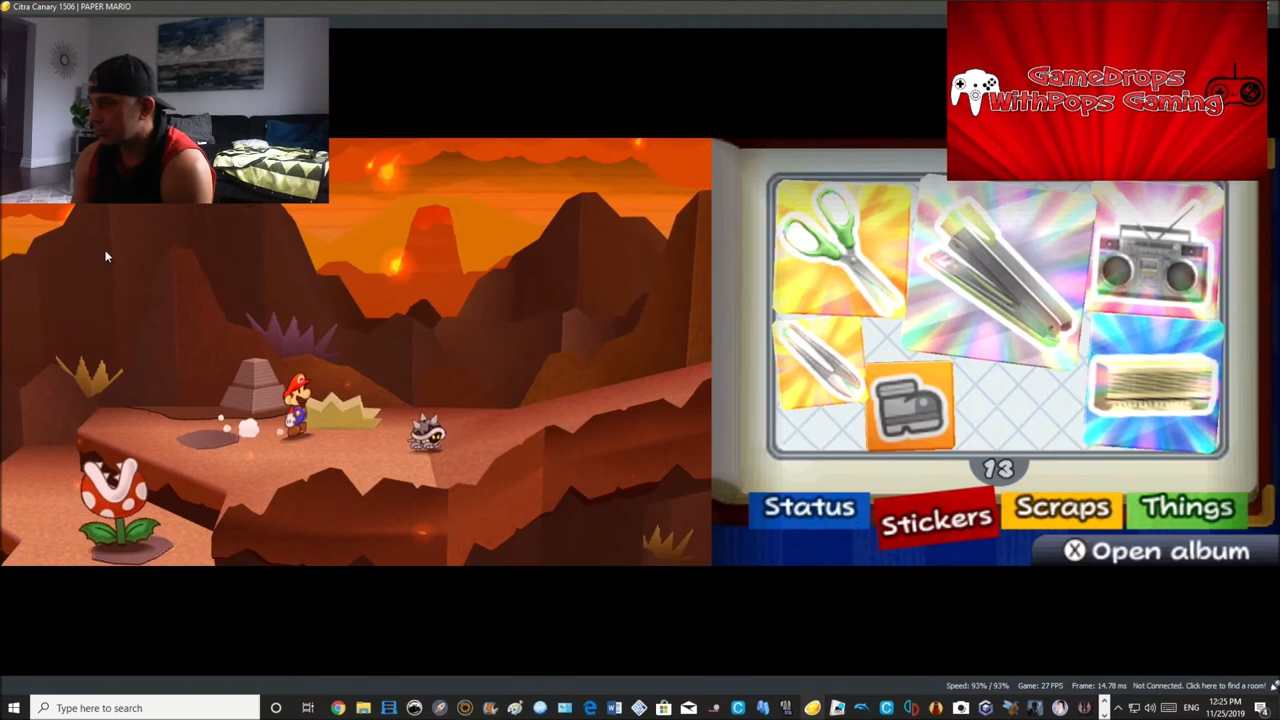 Citra Canary 1506 | PAPER MARIO
GameDrops
WithPops Gaming
13
Status
Stickers
Scraps
Things
X Open album
Speed: 93% / 93% Game: 27 FPS Frame: 14.78 ms Not Connected. Click here to find a room!
Type here to search
ENG
12:25 PM
11/25/2019
4